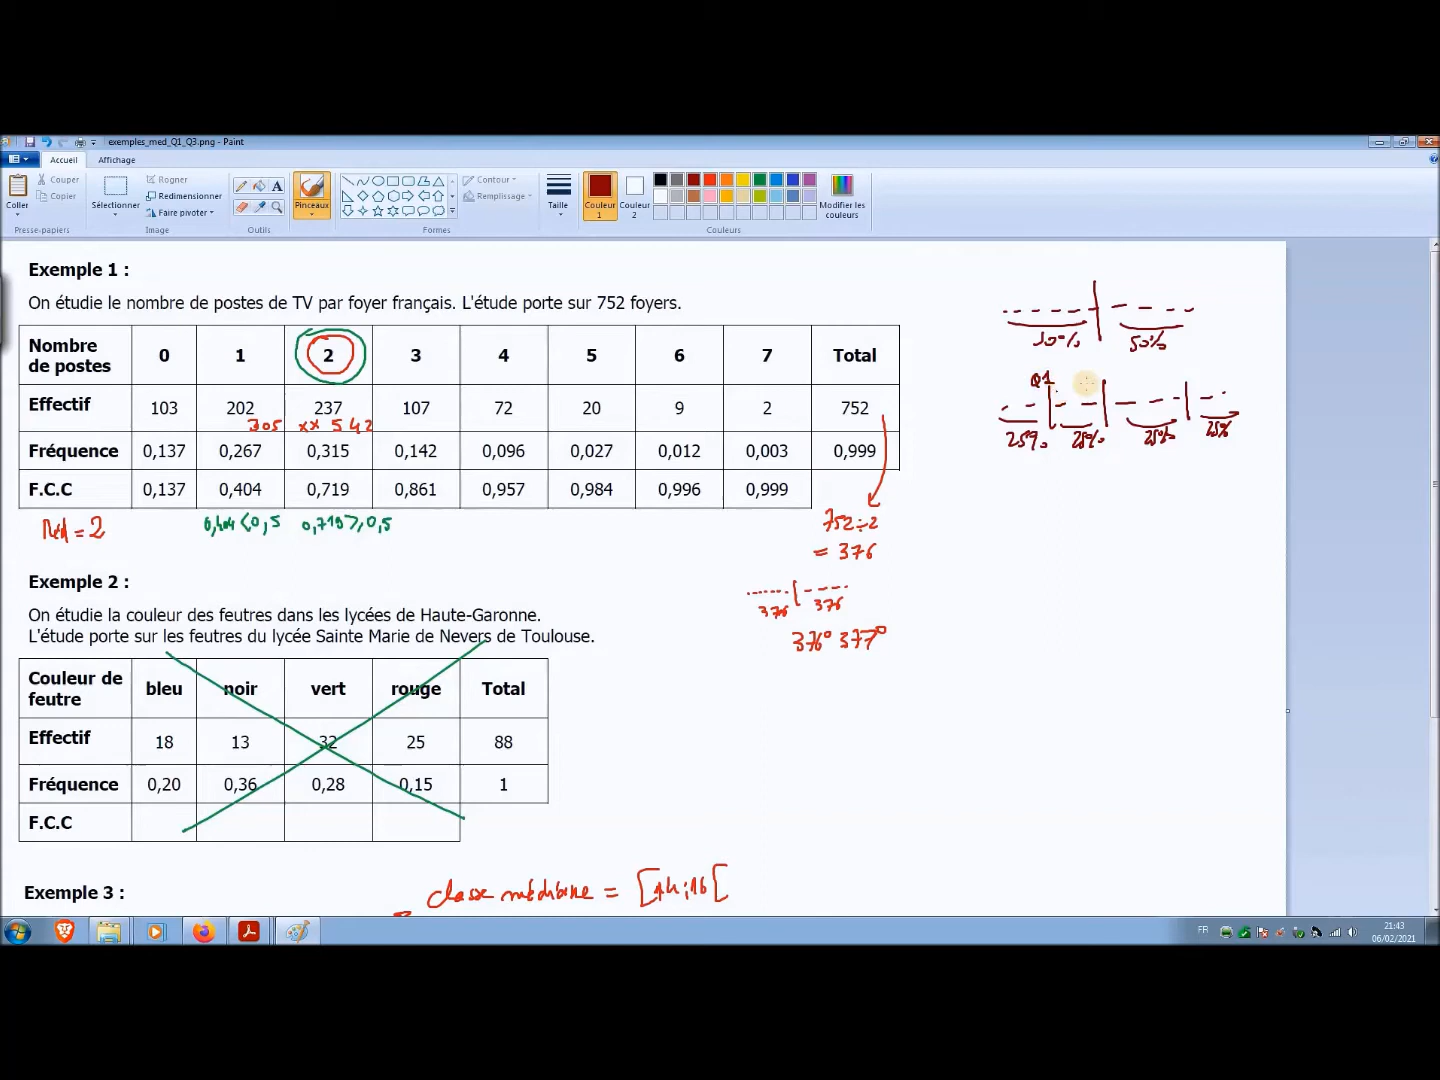 exemples_med_Q1_Q3.png - Paint
Accueil Affichage
Coller Couper Copier
Presse-papiers
Sélectionner Rogner Redimensionner Faire pivoter
Image
Outils
Pinceaux
Contour
Remplissage
Formes
Taille
Couleur 1
Couleur 2
Modifier les couleurs
Couleurs
Exemple 1 :
On étudie le nombre de postes de TV par foyer français. L'étude porte sur 752 foyers.
Nombre de postes 0 1 2 3 4 5 6 7 Total
Effectif 103 202 237 107 72 20 9 2 752
305 xx 542
Fréquence 0,137 0,267 0,315 0,142 0,096 0,027 0,012 0,003 0,999
F.C.C 0,137 0,404 0,719 0,861 0,957 0,984 0,996 0,999
Méd = 2 0,404 < 0,5 0,719 ⩾ 0,5
752÷2
= 376
376 376
376° 377°
50% 50%
Q1
25% 25% 25% 25%
Exemple 2 :
On étudie la couleur des feutres dans les lycées de Haute-Garonne.
L'étude porte sur les feutres du lycée Sainte Marie de Nevers de Toulouse.
Couleur de feutre bleu noir vert rouge Total
Effectif 18 13 32 25 88
Fréquence 0,20 0,36 0,28 0,15 1
F.C.C
Exemple 3 :
classe médiane = [14;16[
FR
21:43
06/02/2021